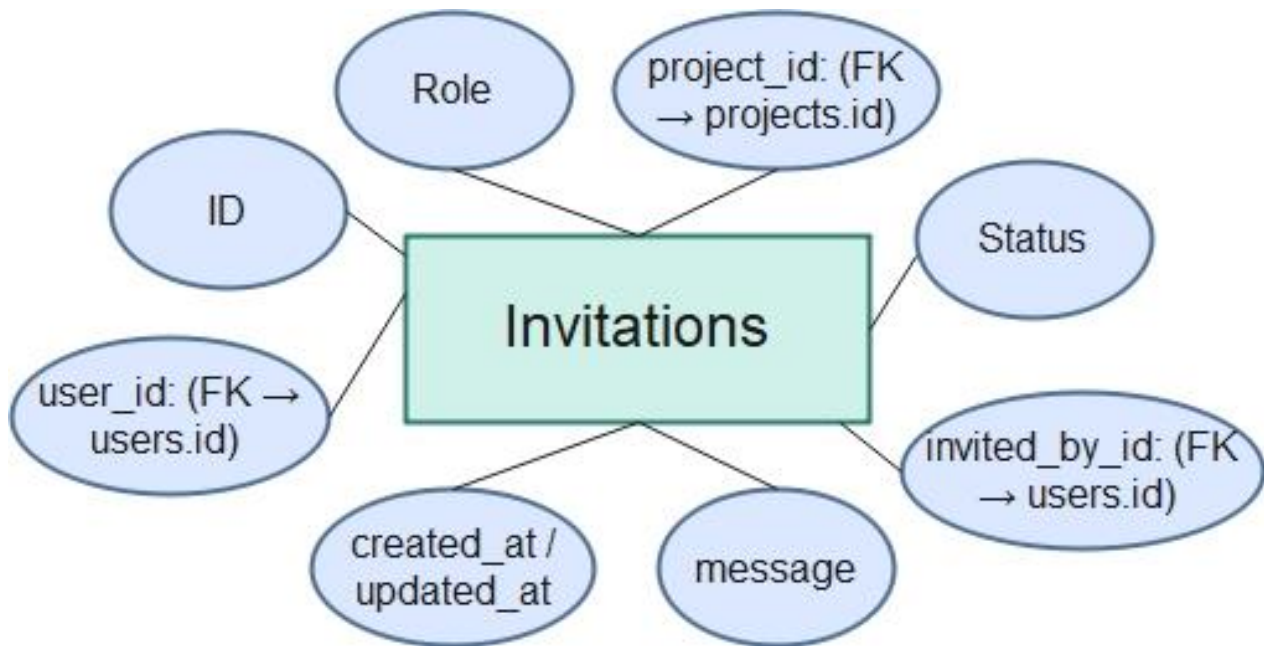 Role
project_id: (FK
→ projects.id)
ID
Status
Invitations
user_id: (FK →
users.id)
invited_by_id: (FK
→ users.id)
created_at /
updated_at
message